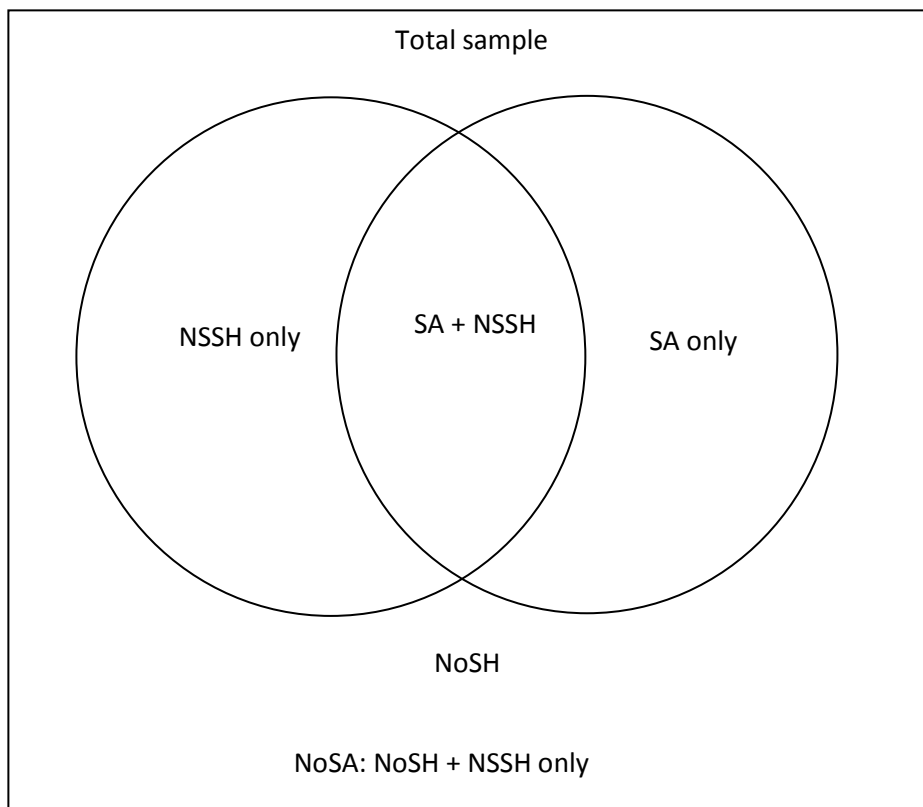 Total sample
NSSH only
SA + NSSH
SA only
NoSH
NoSA: NoSH + NSSH only